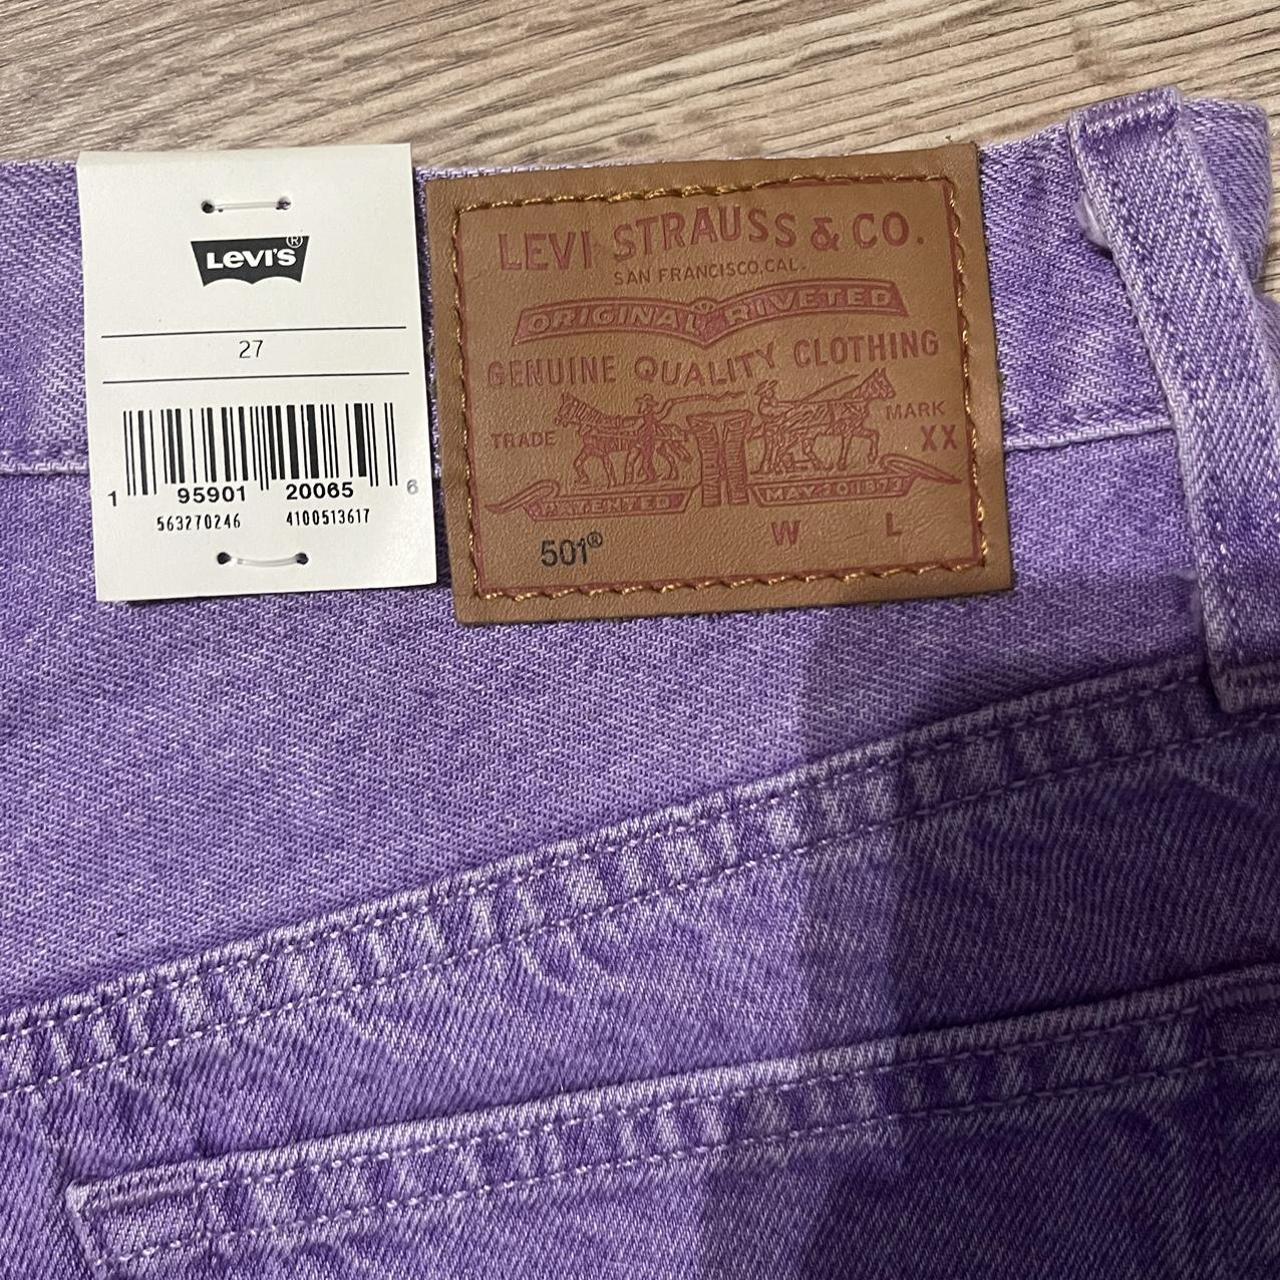 Levi's®
27
1 95901 20065 6
563270246 4100513617
LEVI STRAUSS & CO.
SAN FRANCISCO, CAL.
ORIGINAL RIVETED
GENUINE QUALITY CLOTHING
TRADE MARK
XX
PATENTED MAY 20 1873
W L
501®